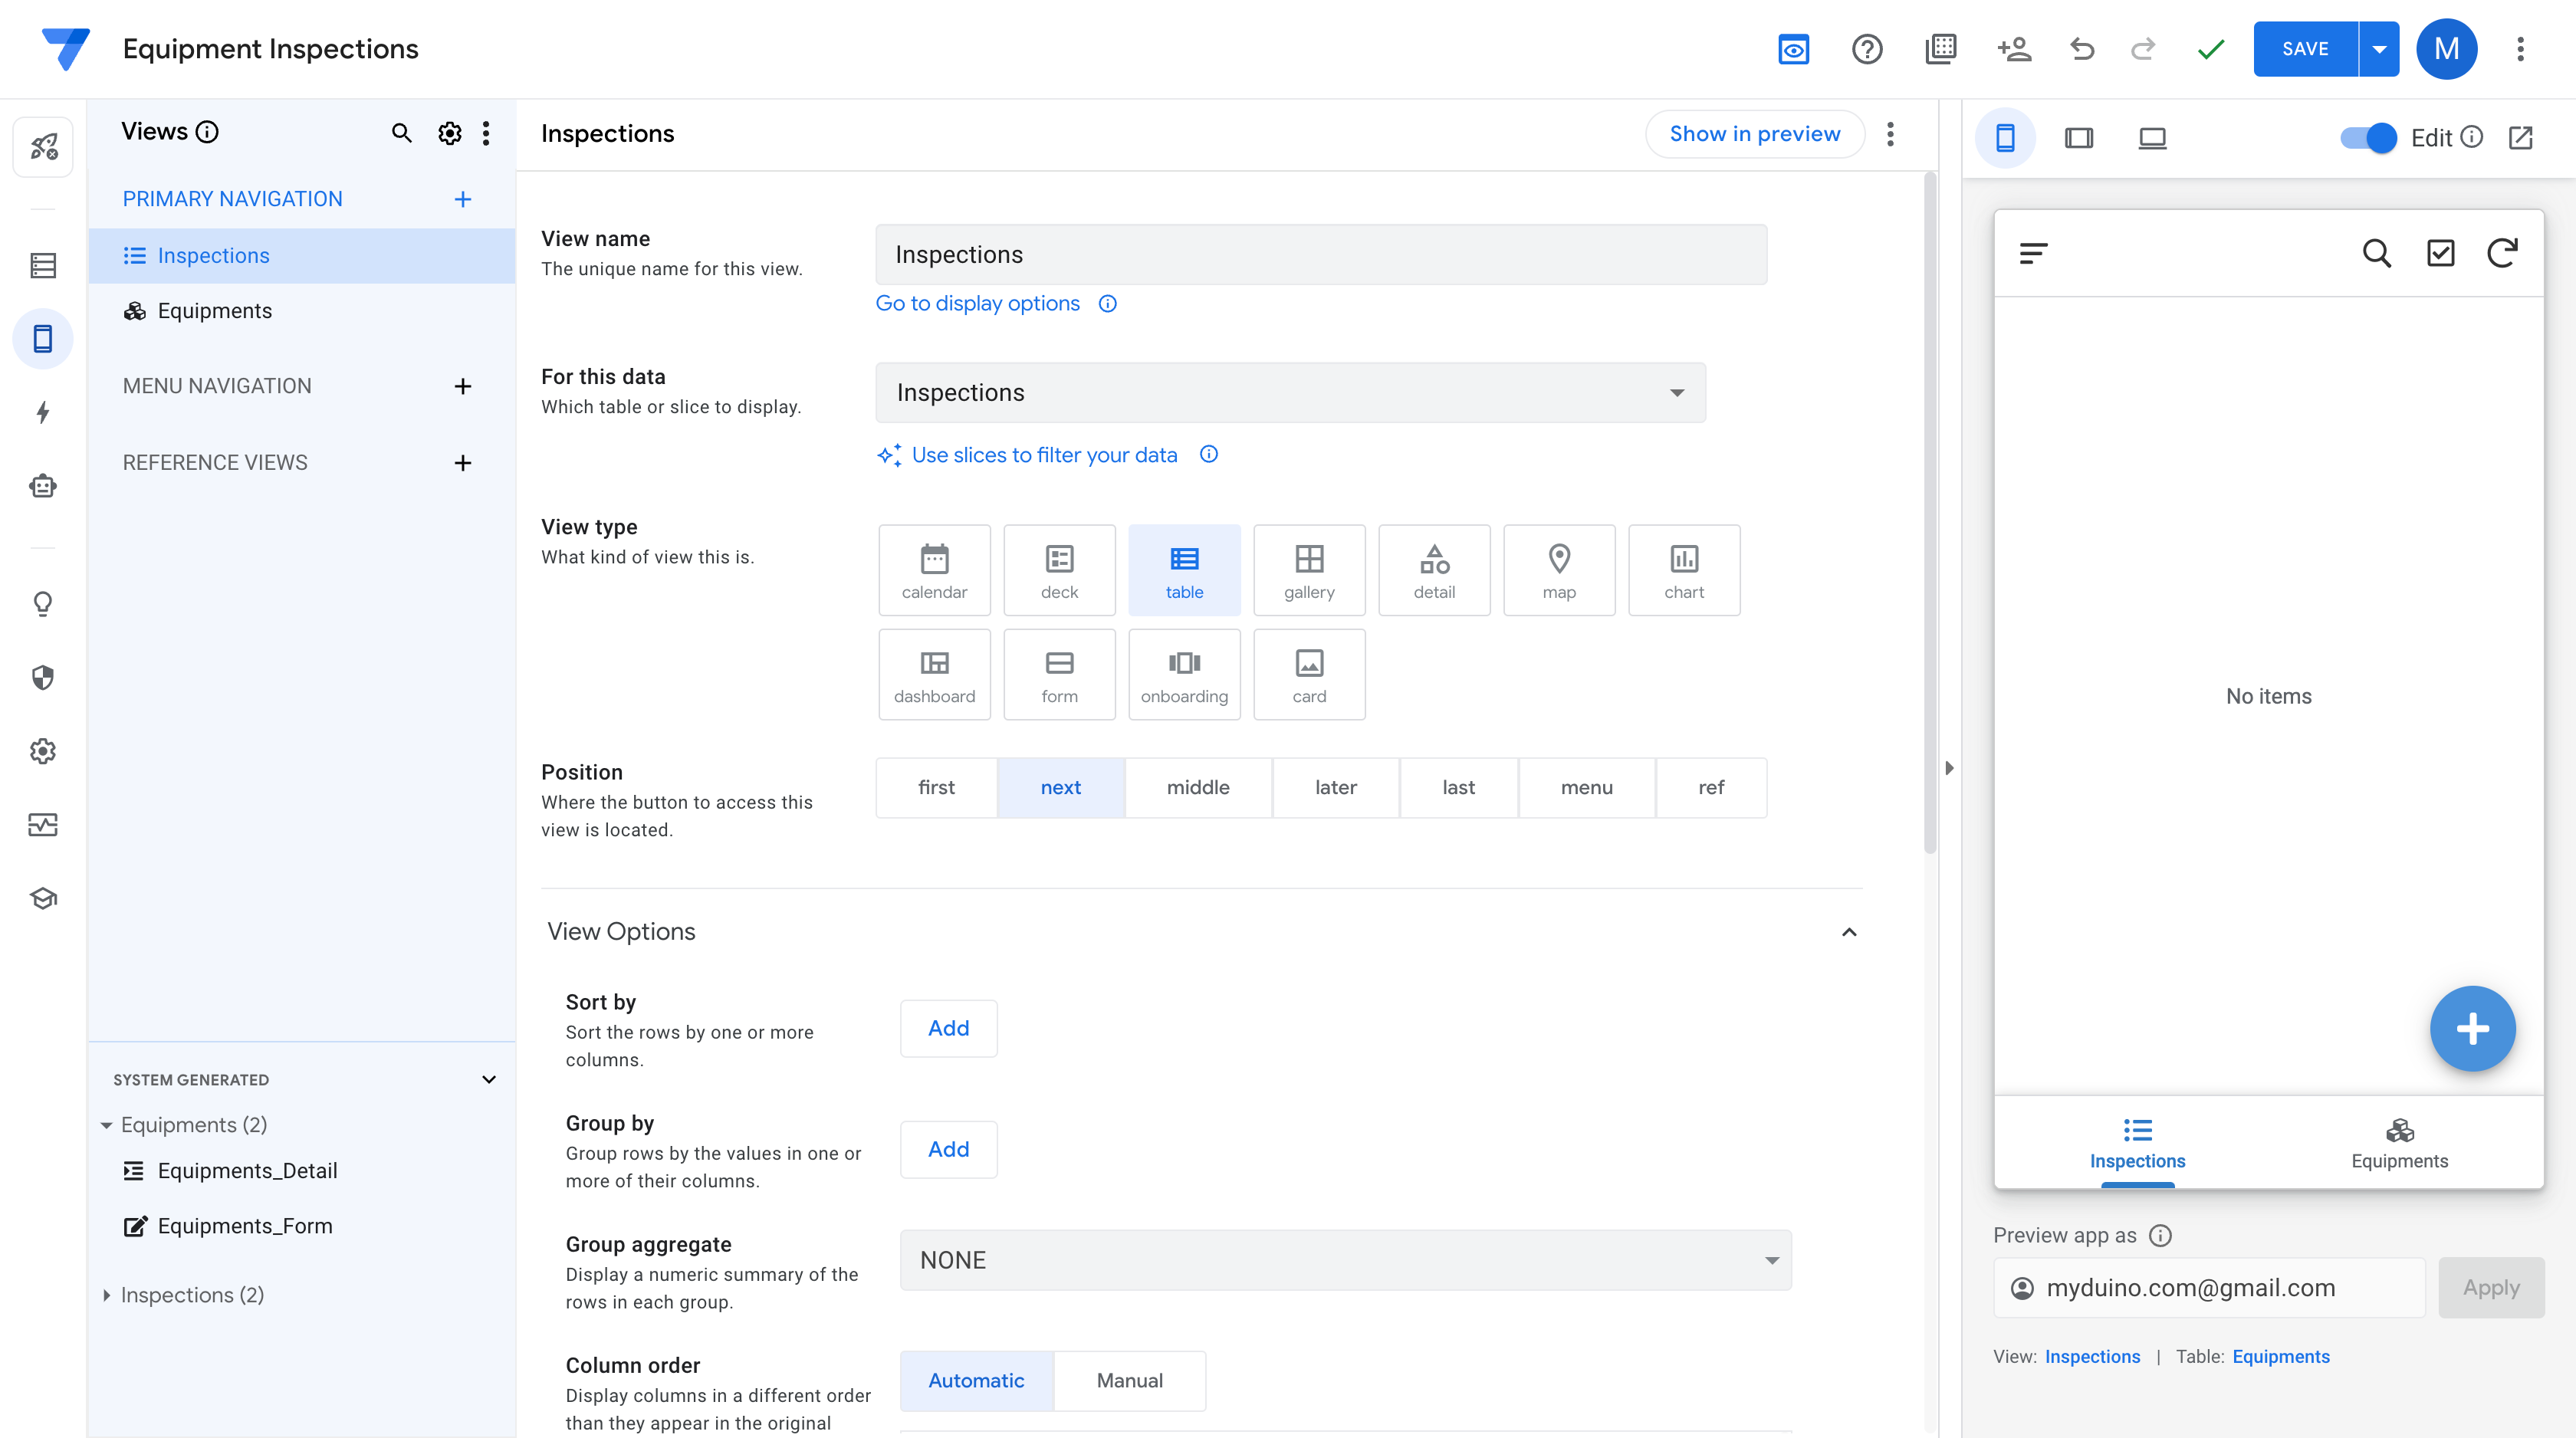 Equipment Inspections
SAVE
M
Views
PRIMARY NAVIGATION
Inspections
Equipments
MENU NAVIGATION
REFERENCE VIEWS
SYSTEM GENERATED
Equipments (2)
Equipments_Detail
Equipments_Form
Inspections (2)
Inspections
Show in preview
View name
The unique name for this view.
Inspections
Go to display options
For this data
Which table or slice to display.
Inspections
Use slices to filter your data
View type
What kind of view this is.
calendar
deck
table
gallery
detail
map
chart
dashboard
form
onboarding
card
Position
Where the button to access this
view is located.
first
next
middle
later
last
menu
ref
View Options
Sort by
Sort the rows by one or more
columns.
Add
Group by
Group rows by the values in one or
more of their columns.
Add
Group aggregate
Display a numeric summary of the
rows in each group.
NONE
Column order
Display columns in a different order
than they appear in the original
Automatic
Manual
Edit
No items
Inspections
Equipments
Preview app as
myduino.com@gmail.com
Apply
View: Inspections | Table: Equipments